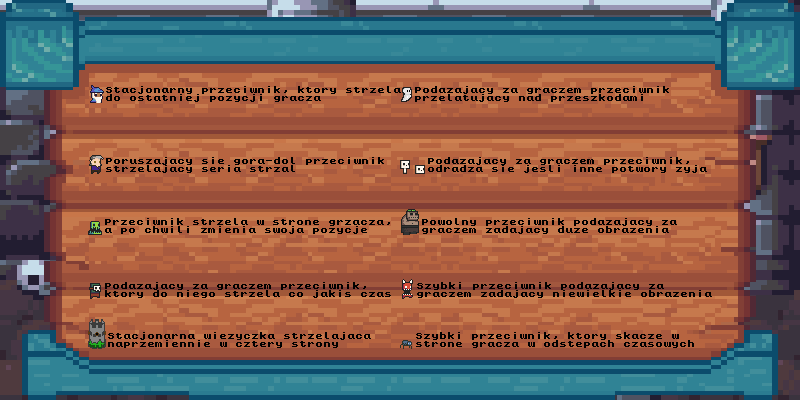 Stacjonarny przeciwnik, ktory strzela
do ostatniej pozycji gracza
Podazajacy za graczem przeciwnik
przelatujacy nad przeszkodami
Poruszajacy sie gora-dol przeciwnik
strzelajacy seria strzal
Podazajacy za graczem przeciwnik,
odradza sie jesli inne potwory zyja
Przeciwnik strzela w strone grzacza,
a po chwili zmienia swoja pozycje
Powolny przeciwnik podazajacy za
graczem zadajacy duze obrazenia
Podazajacy za graczem przeciwnik,
ktory do niego strzela co jakis czas
Szybki przeciwnik podazajacy za
graczem zadajacy niewielkie obrazenia
Stacjonarna wiezyczka strzelajaca
naprzemiennie w cztery strony
Szybki przeciwnik, ktory skacze w
strone gracza w odstepach czasowych